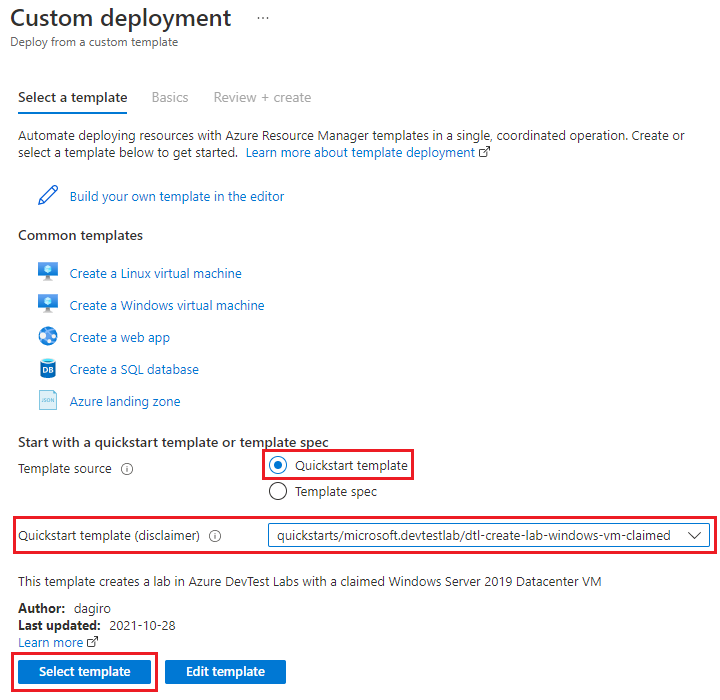 Custom deployment ...
Deploy from a custom template
Select a template Basics Review + create
Automate deploying resources with Azure Resource Manager templates in a single, coordinated operation. Create or
select a template below to get started. Learn more about template deployment
Build your own template in the editor
Common templates
Create a Linux virtual machine
Create a Windows virtual machine
Create a web app
DB Create a SQL database
JSON Azure landing zone
Start with a quickstart template or template spec
Template source Quickstart template
Template spec
Quickstart template (disclaimer) quickstarts/microsoft.devtestlab/dtl-create-lab-windows-vm-claimed
This template creates a lab in Azure DevTest Labs with a claimed Windows Server 2019 Datacenter VM
Author: dagiro
Last updated: 2021-10-28
Learn more
Select template Edit template